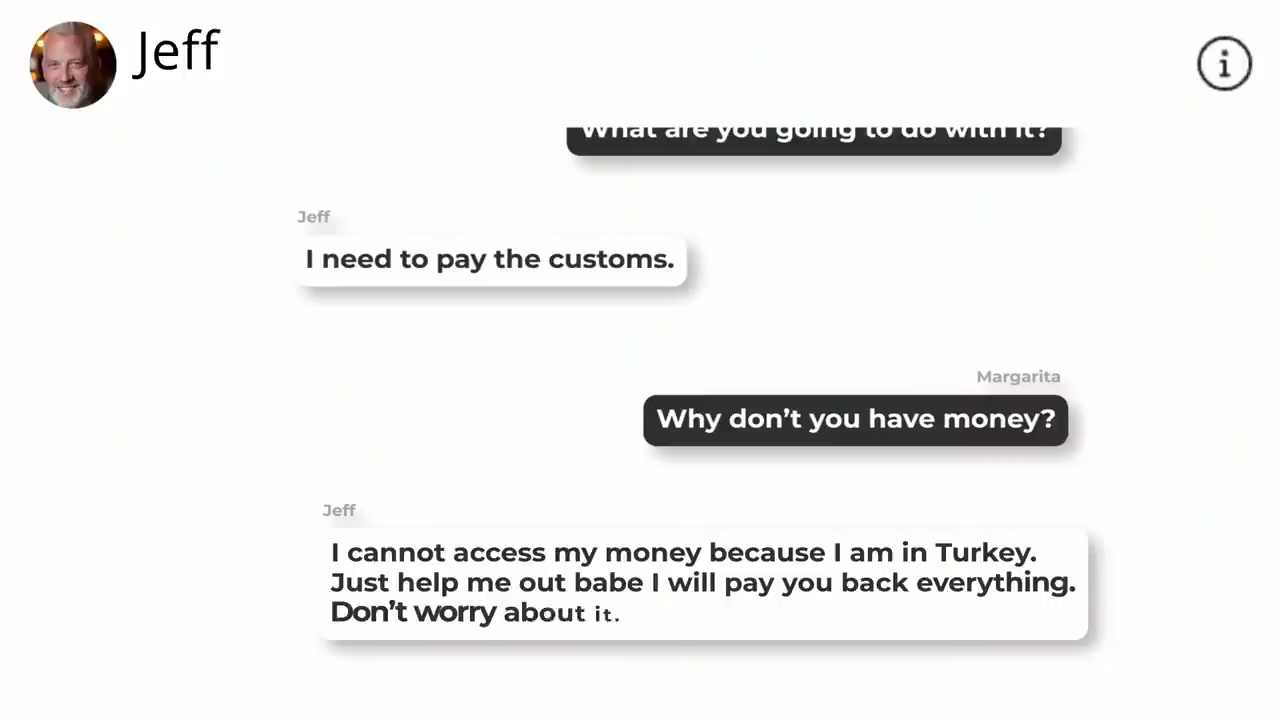 Jeff
What are you going to do with it?
Jeff
I need to pay the customs.
Margarita
Why don’t you have money?
Jeff
I cannot access my money because I am in Turkey.
Just help me out babe I will pay you back everything.
Don’t worry about it.